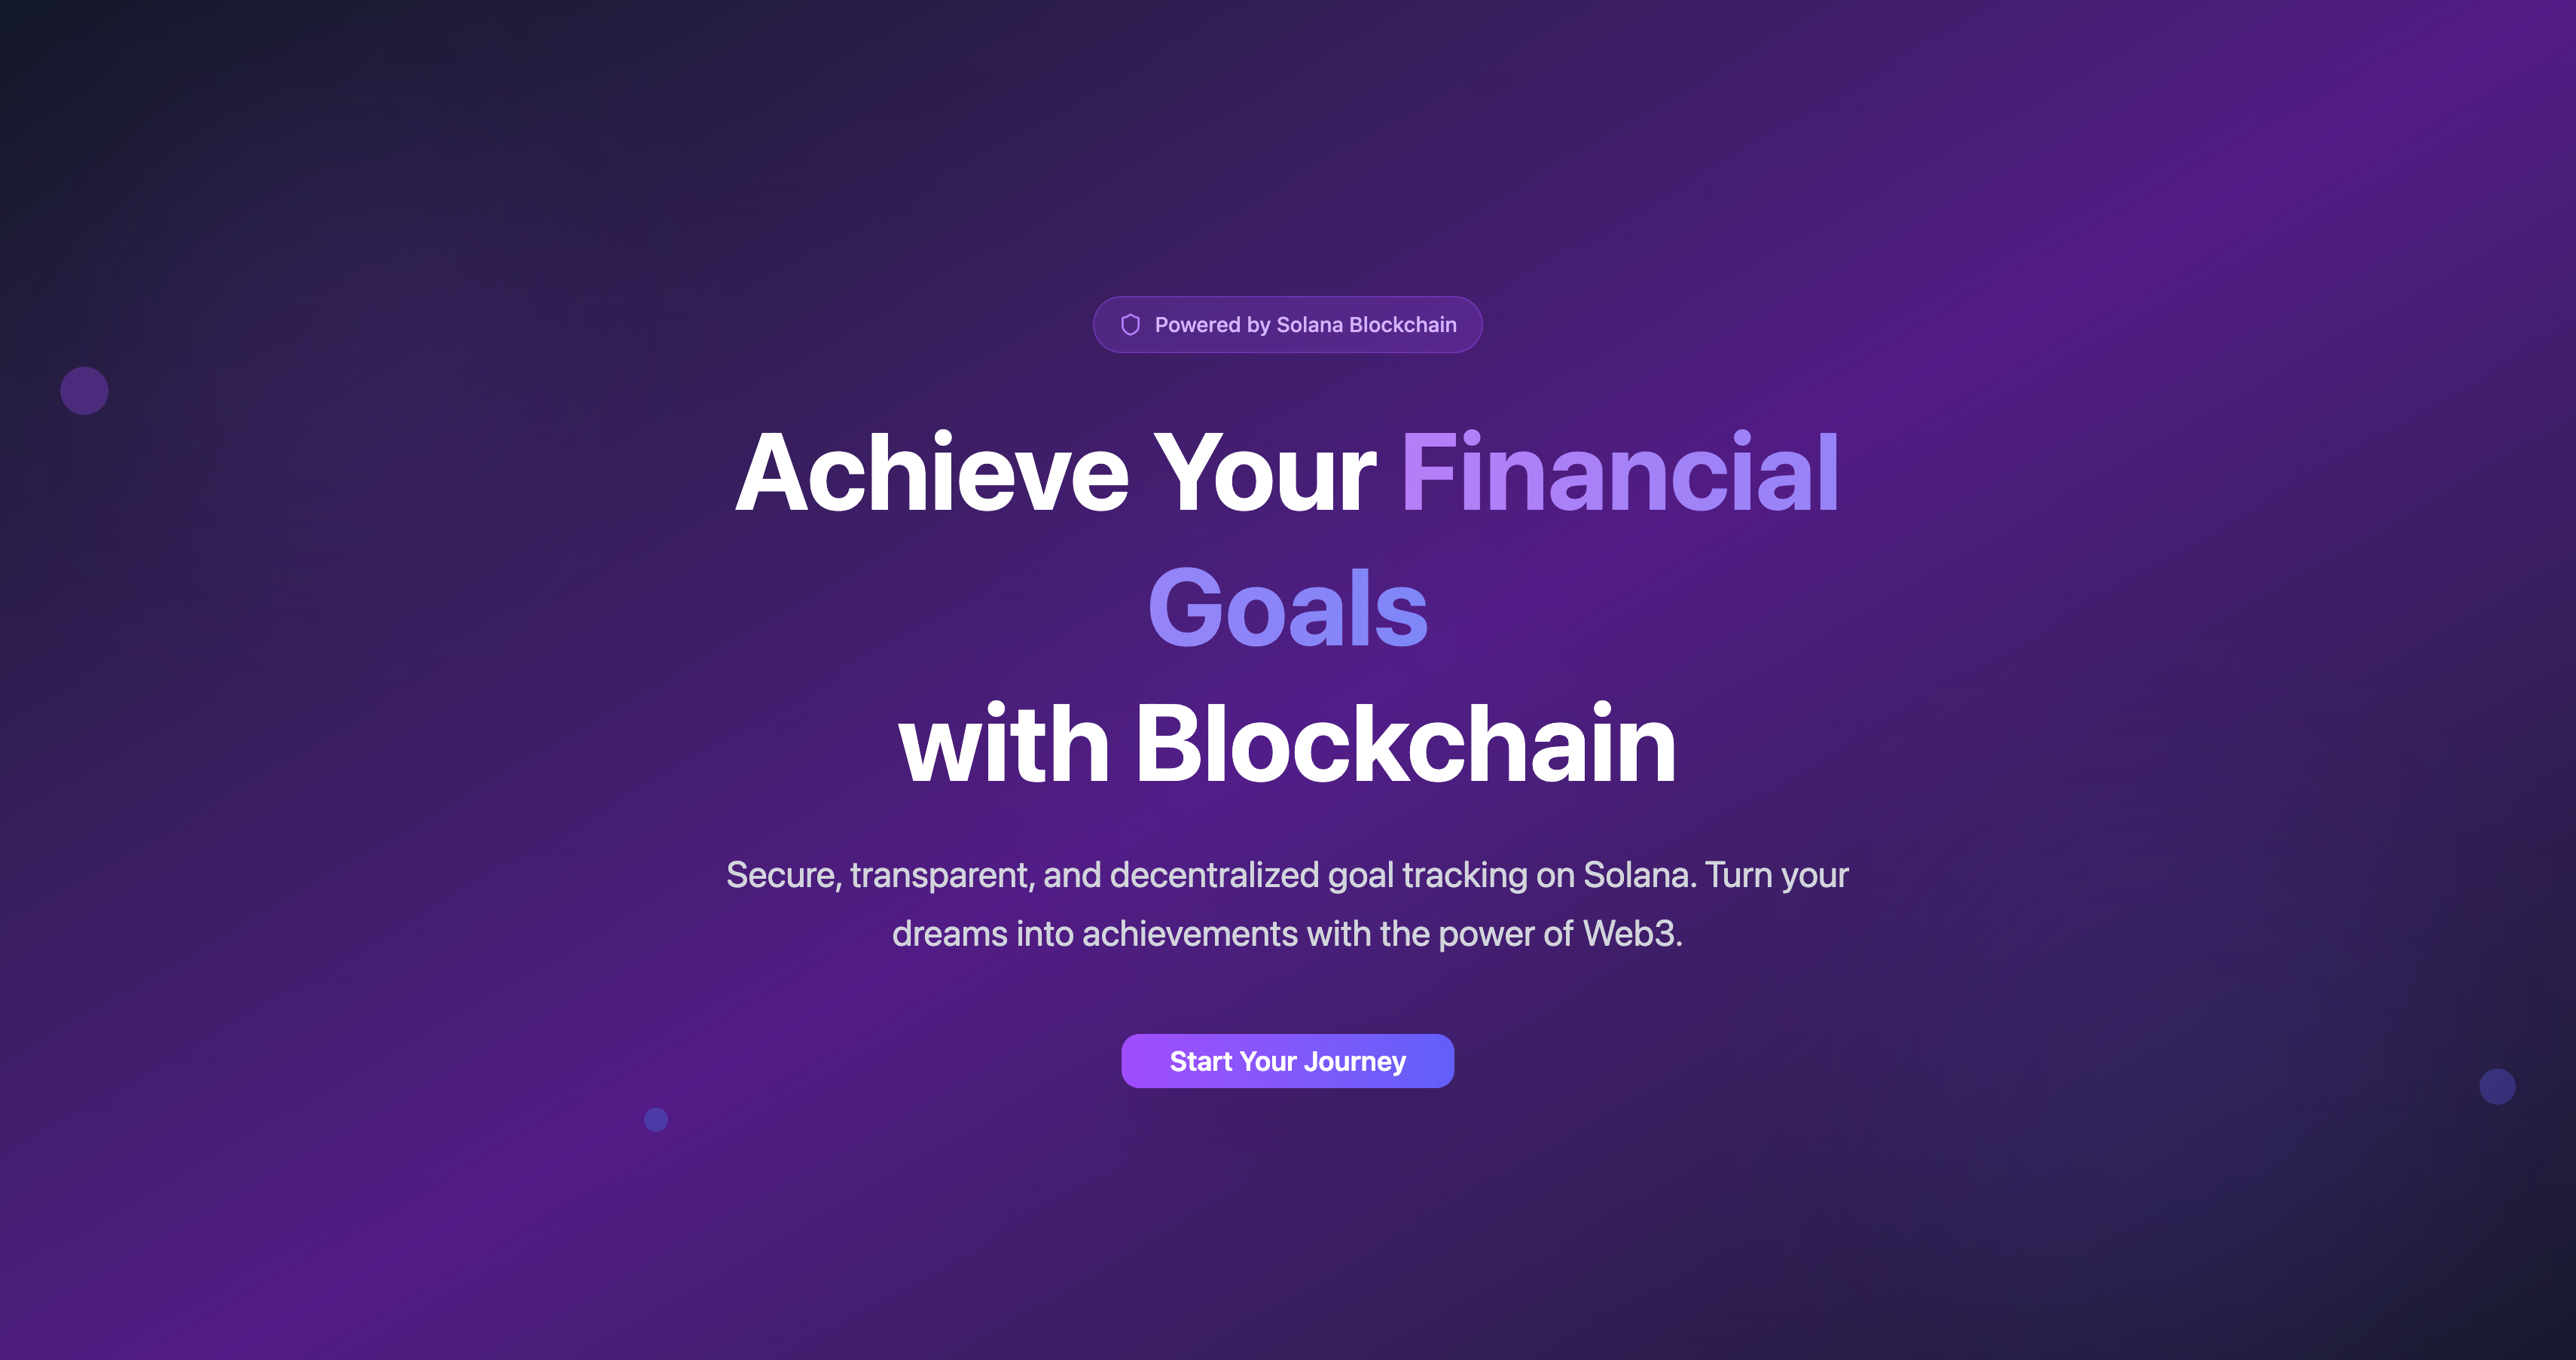 Powered by Solana Blockchain
Achieve Your Financial
Goals
with Blockchain
Secure, transparent, and decentralized goal tracking on Solana. Turn your
dreams into achievements with the power of Web3.
Start Your Journey